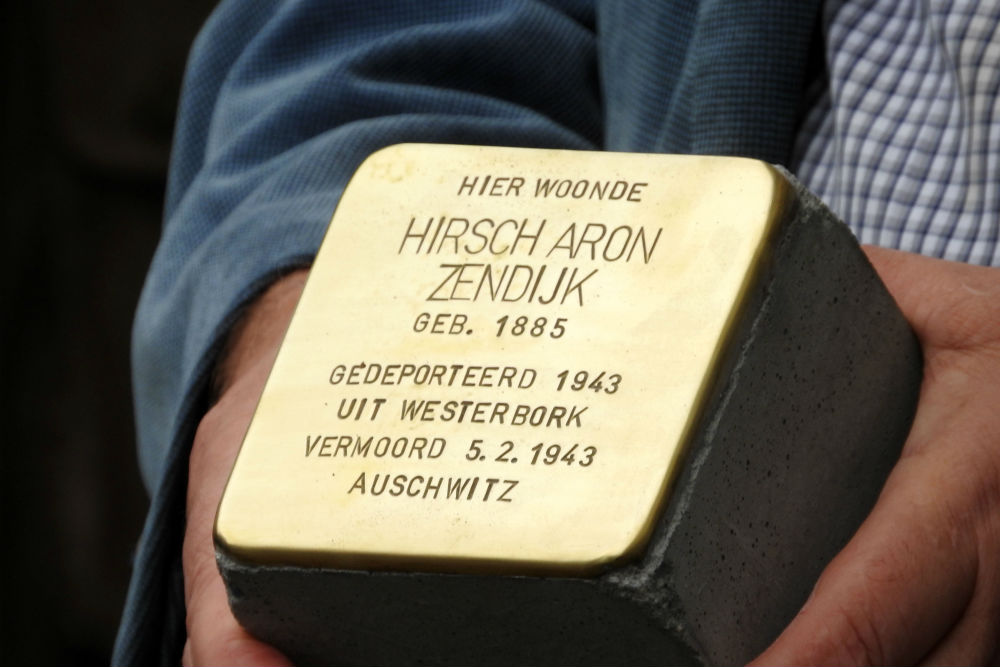 HIER WOONDE
HIRSCH ARON
ZENDIJK
GEB. 1885
GEDEPORTEERD 1943
UIT WESTERBORK
VERMOORD 5.2.1943
AUSCHWITZ